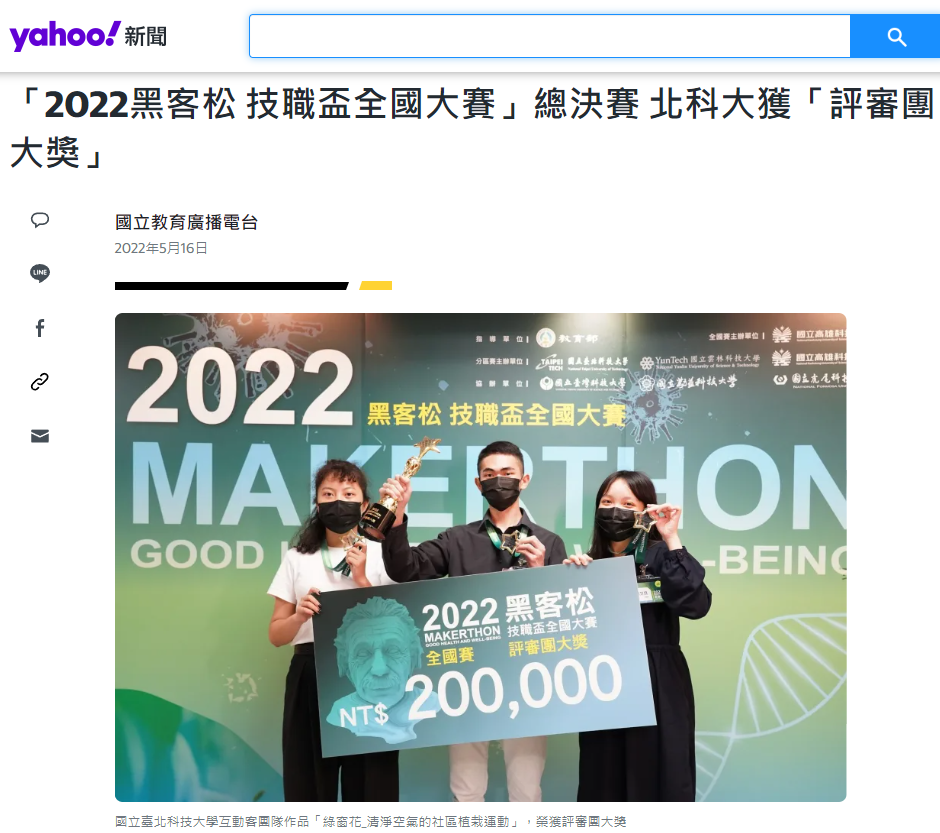 yahoo! 新聞
「2022黑客松 技職盃全國大賽」總決賽 北科大獲「評審團
大獎」
國立教育廣播電台
2022年5月16日
LINE
2022
黑客松 技職盃全國大賽
MAKERTHON
指導單位 | 教育部
分區賽主辦單位 | TAIPEI TECH 國立臺北科技大學
協辦單位 | 國立臺灣科技大學
全國賽主辦單位 | 國立高雄科
YunTech 國立雲林科技大學
國立高雄科
國立勤益科技大學
國立虎尾科技
GOOD
-BEING
2022 黑客松
MAKERTHON 技職盃全國大賽
GOOD HEALTH AND WELL-BEING
全國賽 評審團大獎
NT$ 200,000
國立臺北科技大學互動客團隊作品「綠窗花_清淨空氣的社區植栽運動」，榮獲評審團大獎